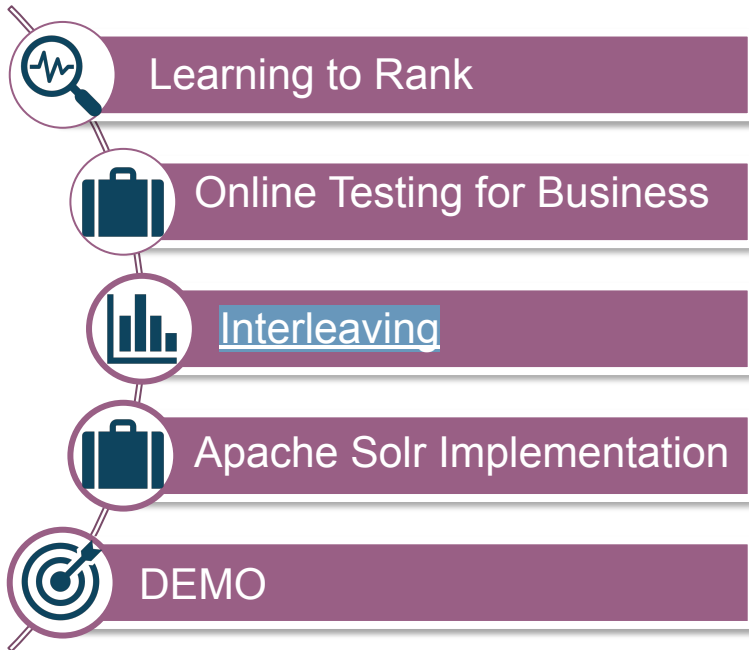 Learning to Rank
Online Testing for Business
Interleaving
Apache Solr Implementation
DEMO